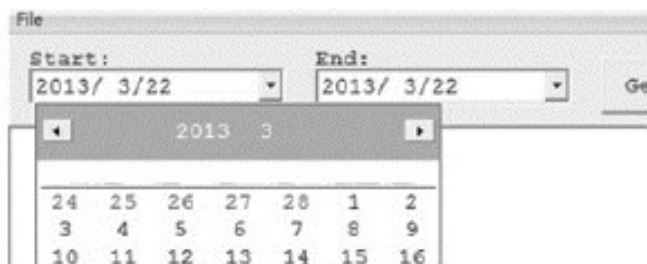 File
Start: End:
2013/ 3/22 2013/ 3/22 Ge
2013 3
24 25 26 27 28 1 2
3 4 5 6 7 8 9
10 11 12 13 14 15 16